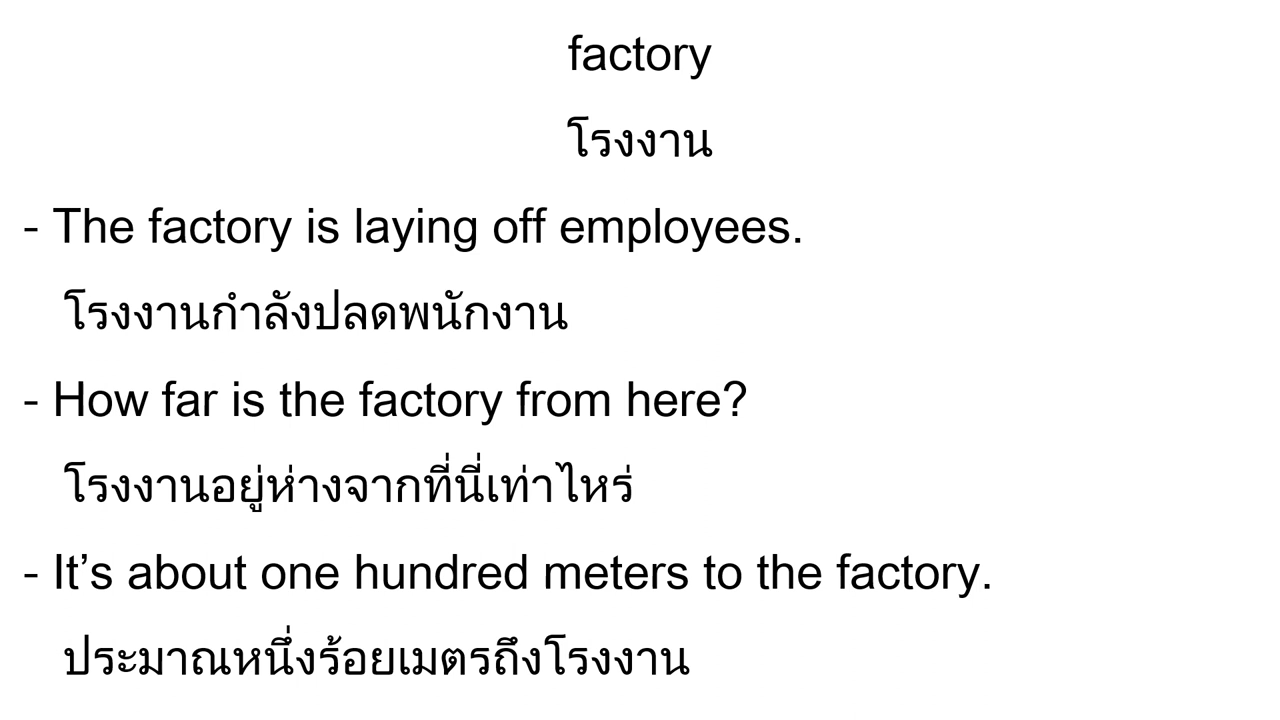 factory
โรงงาน
- The factory is laying off employees.
โรงงานกำลังปลดพนักงาน
- How far is the factory from here?
โรงงานอยู่ห่างจากที่นี่เท่าไหร่
- It’s about one hundred meters to the factory.
ประมาณหนึ่งร้อยเมตรถึงโรงงาน